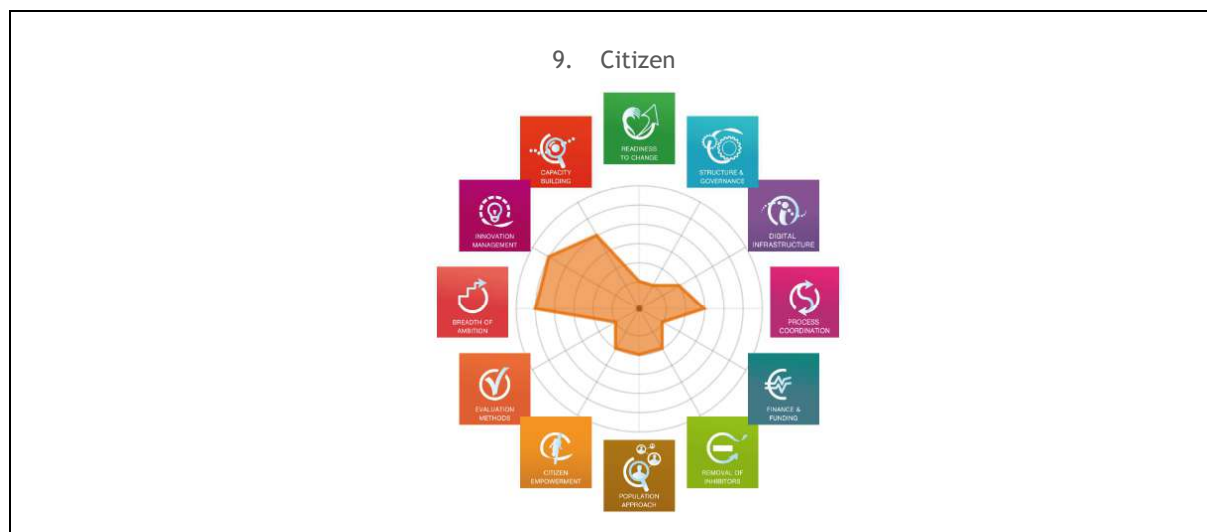 9. Citizen
READINESS
TO CHANGE
STRUCTURE &
GOVERNANCE
DIGITAL
INFRASTRUCTURE
PROCESS
COORDINATION
FINANCE &
FUNDING
REMOVAL OF
INHIBITORS
POPULATION
APPROACH
CITIZEN
EMPOWERMENT
EVALUATION
METHODS
BREADTH OF
AMBITION
INNOVATION
MANAGEMENT
CAPACITY
BUILDING